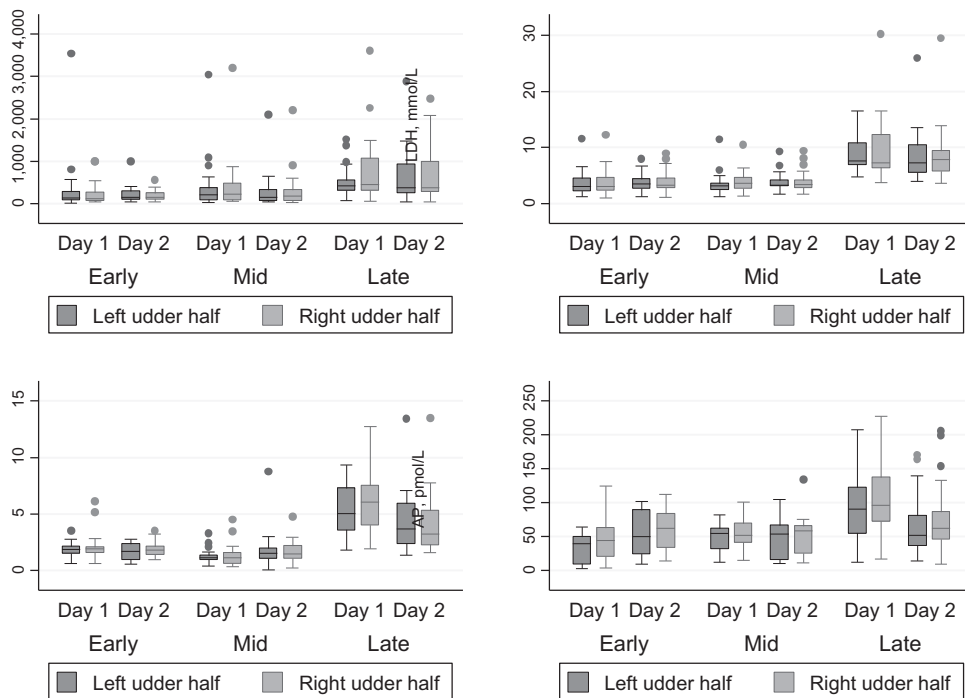 4,000
3,000
2,000
1,000
0
Day 1 Day 2 Day 1 Day 2 Day 1 Day 2
Early Mid Late
Left udder half Right udder half
LDH, mmol/L
30
20
10
0
Day 1 Day 2 Day 1 Day 2 Day 1 Day 2
Early Mid Late
Left udder half Right udder half
15
10
5
0
Day 1 Day 2 Day 1 Day 2 Day 1 Day 2
Early Mid Late
Left udder half Right udder half
AP, pmol/L
250
200
150
100
50
0
Day 1 Day 2 Day 1 Day 2 Day 1 Day 2
Early Mid Late
Left udder half Right udder half